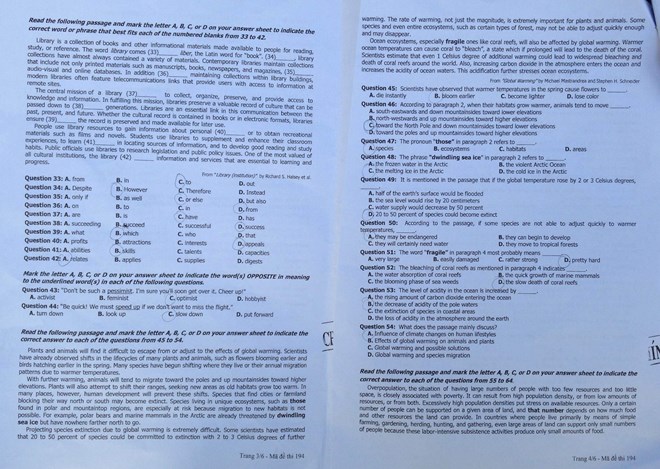 Read the following passage and mark the letter A, B, C, or D on your answer sheet to indicate the
correct word or phrase that best fits each of the numbered blanks from 33 to 42.
Library is a collection of books and other informational materials made available to people for reading,
study, or reference. The word library comes (33)______ liber, the Latin word for "book". (34)______ library
collections have almost always contained a variety of materials. Contemporary libraries maintain collections
that include not only printed materials such as manuscripts, books, newspapers, and magazines, (35)______
audio-visual and online databases. In addition (36)______ maintaining collections within library buildings,
modern libraries often feature telecommunications links that provide users with access to information at
remote sites.
The central mission of a library (37)______ to collect, organize, preserve, and provide access to
knowledge and information. In fulfilling this mission, libraries preserve a valuable record of culture that can be
passed down to (38)______ generations. Libraries are an essential link in this communication between the
past, present, and future. Whether the cultural record is contained in books or in electronic formats, libraries
ensure (39)______ the record is preserved and made available for later use.
People use library resources to gain information about personal (40)______ or to obtain recreational
materials such as films and novels. Students use libraries to supplement and enhance their classroom
experiences, to learn (41)______ in locating sources of information, and to develop good reading and study
habits. Public officials use libraries to research legislation and public policy issues. One of the most valued of
all cultural institutions, the library (42)______ information and services that are essential to learning and
progress.
From "Library (institution)", by Richard S. Halsey et al.
Question 33: A. from B. in C. to D. out
Question 34: A. Despite B. However C. Therefore D. Instead
Question 35: A. only if B. as well C. or else D. but also
Question 36: A. on B. to C. in D. from
Question 37: A. are B. is C. have D. has
Question 38: A. succeeding B. succeed C. successful D. success
Question 39: A. what B. which C. who D. that
Question 40: A. profits B. attractions C. interests D. appeals
Question 41: A. abilities B. skills C. talents D. capacities
Question 42: A. relates B. applies C. supplies D. digests
Mark the letter A, B, C, or D on your answer sheet to indicate the word(s) OPPOSITE in meaning
to the underlined word(s) in each of the following questions.
Question 43: "Don't be such a pessimist. I'm sure you'll soon get over it. Cheer up!"
A. activist B. feminist C. optimist D. hobbyist
Question 44: "Be quick! We must speed up if we don't want to miss the flight."
A. turn down B. look up C. slow down D. put forward
Read the following passage and mark the letter A, B, C, or D on your answer sheet to indicate the
correct answer to each of the questions from 45 to 54.
Plants and animals will find it difficult to escape from or adjust to the effects of global warming. Scientists
have already observed shifts in the lifecycles of many plants and animals, such as flowers blooming earlier and
birds hatching earlier in the spring. Many species have begun shifting where they live or their annual migration
patterns due to warmer temperatures.
With further warming, animals will tend to migrate toward the poles and up mountainsides toward higher
elevations. Plants will also attempt to shift their ranges, seeking new areas as old habitats grow too warm. In
many places, however, human development will prevent these shifts. Species that find cities or farmland
blocking their way north or south may become extinct. Species living in unique ecosystems, such as those
found in polar and mountaintop regions, are especially at risk because migration to new habitats is not
possible. For example, polar bears and marine mammals in the Arctic are already threatened by dwindling
sea ice but have nowhere farther north to go.
Projecting species extinction due to global warming is extremely difficult. Some scientists have estimated
that 20 to 50 percent of species could be committed to extinction with 2 to 3 Celsius degrees of further
Trang 3/6 - Mã đề thi 194
warming. The rate of warming, not just the magnitude, is extremely important for plants and animals. Some
species and even entire ecosystems, such as certain types of forest, may not be able to adjust quickly enough
and may disappear.
Ocean ecosystems, especially fragile ones like coral reefs, will also be affected by global warming. Warmer
ocean temperatures can cause coral to "bleach", a state which if prolonged will lead to the death of the coral.
Scientists estimate that even 1 Celsius degree of additional warming could lead to widespread bleaching and
death of coral reefs around the world. Also, increasing carbon dioxide in the atmosphere enters the ocean and
increases the acidity of ocean waters. This acidification further stresses ocean ecosystems.
From "Global Warming" by Michael Mastrandrea and Stephen H. Schneider
Question 45: Scientists have observed that warmer temperatures in the spring cause flowers to ______.
A. die instantly B. bloom earlier C. become lighter D. lose color
Question 46: According to paragraph 2, when their habitats grow warmer, animals tend to move ______.
A. south-eastwards and down mountainsides toward lower elevations
B. north-westwards and up mountainsides toward higher elevations
C. toward the North Pole and down mountainsides toward lower elevations
D. toward the poles and up mountainsides toward higher elevations
Question 47: The pronoun "those" in paragraph 2 refers to ______.
A. species B. ecosystems C. habitats D. areas
Question 48: The phrase "dwindling sea ice" in paragraph 2 refers to ______.
A. the frozen water in the Arctic B. the violent Arctic Ocean
C. the melting ice in the Arctic D. the cold ice in the Arctic
Question 49: It is mentioned in the passage that if the global temperature rose by 2 or 3 Celsius degrees,
______.
A. half of the earth's surface would be flooded
B. the sea level would rise by 20 centimeters
C. water supply would decrease by 50 percent
D. 20 to 50 percent of species could become extinct
Question 50: According to the passage, if some species are not able to adjust quickly to warmer
temperatures, ______.
A. they may be endangered B. they can begin to develop
C. they will certainly need water D. they move to tropical forests
Question 51: The word "fragile" in paragraph 4 most probably means ______.
A. very large B. easily damaged C. rather strong D. pretty hard
Question 52: The bleaching of coral reefs as mentioned in paragraph 4 indicates ______.
A. the water absorption of coral reefs B. the quick growth of marine mammals
C. the blooming phase of sea weeds D. the slow death of coral reefs
Question 53: The level of acidity in the ocean is increased by ______.
A. the rising amount of carbon dioxide entering the ocean
B. the decrease of acidity of the pole waters
C. the extinction of species in coastal areas
D. the loss of acidity in the atmosphere around the earth
Question 54: What does the passage mainly discuss?
A. Influence of climate changes on human lifestyles
B. Effects of global warming on animals and plants
C. Global warming and possible solutions
D. Global warming and species migration
Read the following passage and mark the letter A, B, C, or D on your answer sheet to indicate the
correct answer to each of the questions from 55 to 64.
Overpopulation, the situation of having large numbers of people with too few resources and too little
space, is closely associated with poverty. It can result from high population density, or from low amounts of
resources, or from both. Excessively high population densities put stress on available resources. Only a certain
number of people can be supported on a given area of land, and that number depends on how much food
and other resources the land can provide. In countries where people live primarily by means of simple
farming, gardening, herding, hunting, and gathering, even large areas of land can support only small numbers
of people because these labor-intensive subsistence activities produce only small amounts of food.
Trang 4/6 - Mã đề thi 194